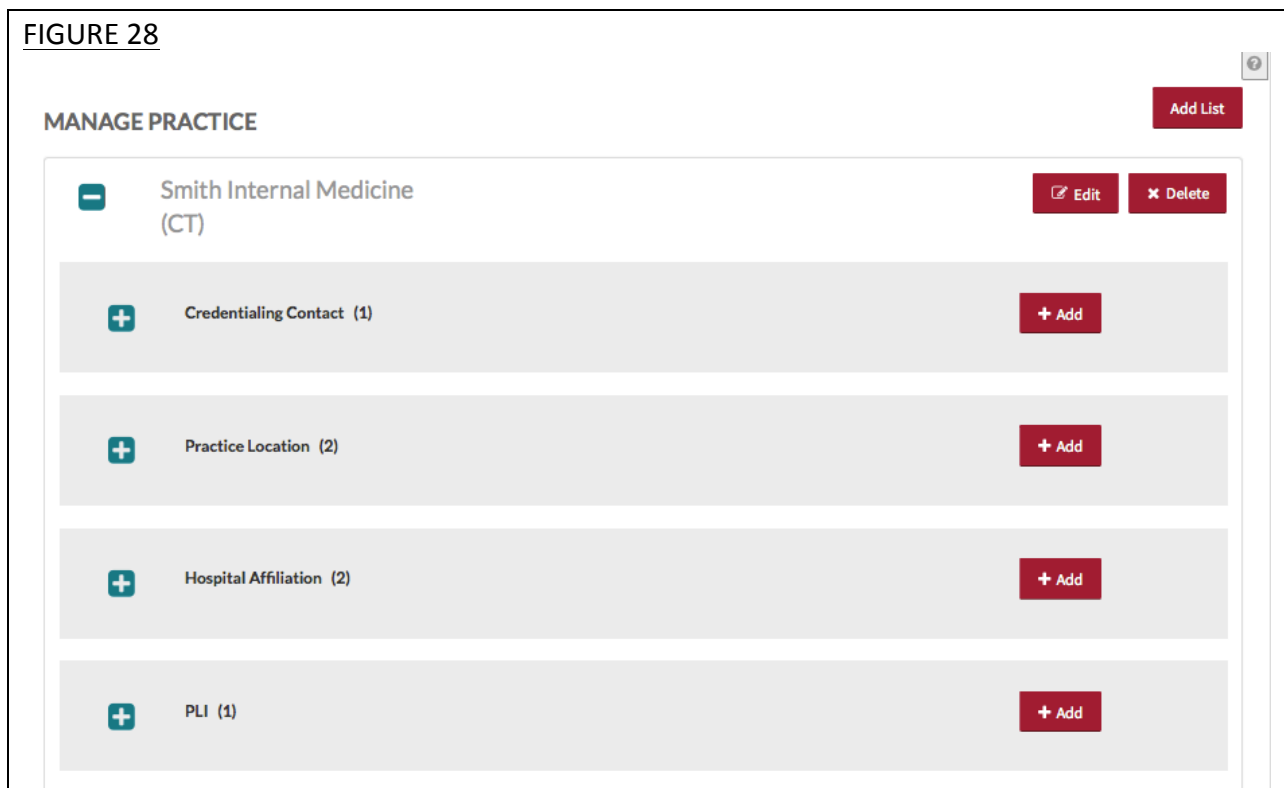 FIGURE 28
?
Add List
MANAGE PRACTICE
Smith Internal Medicine
(CT)
Edit
Delete
Credentialing Contact (1)
+ Add
Practice Location (2)
+ Add
Hospital Affiliation (2)
+ Add
PLI (1)
+ Add